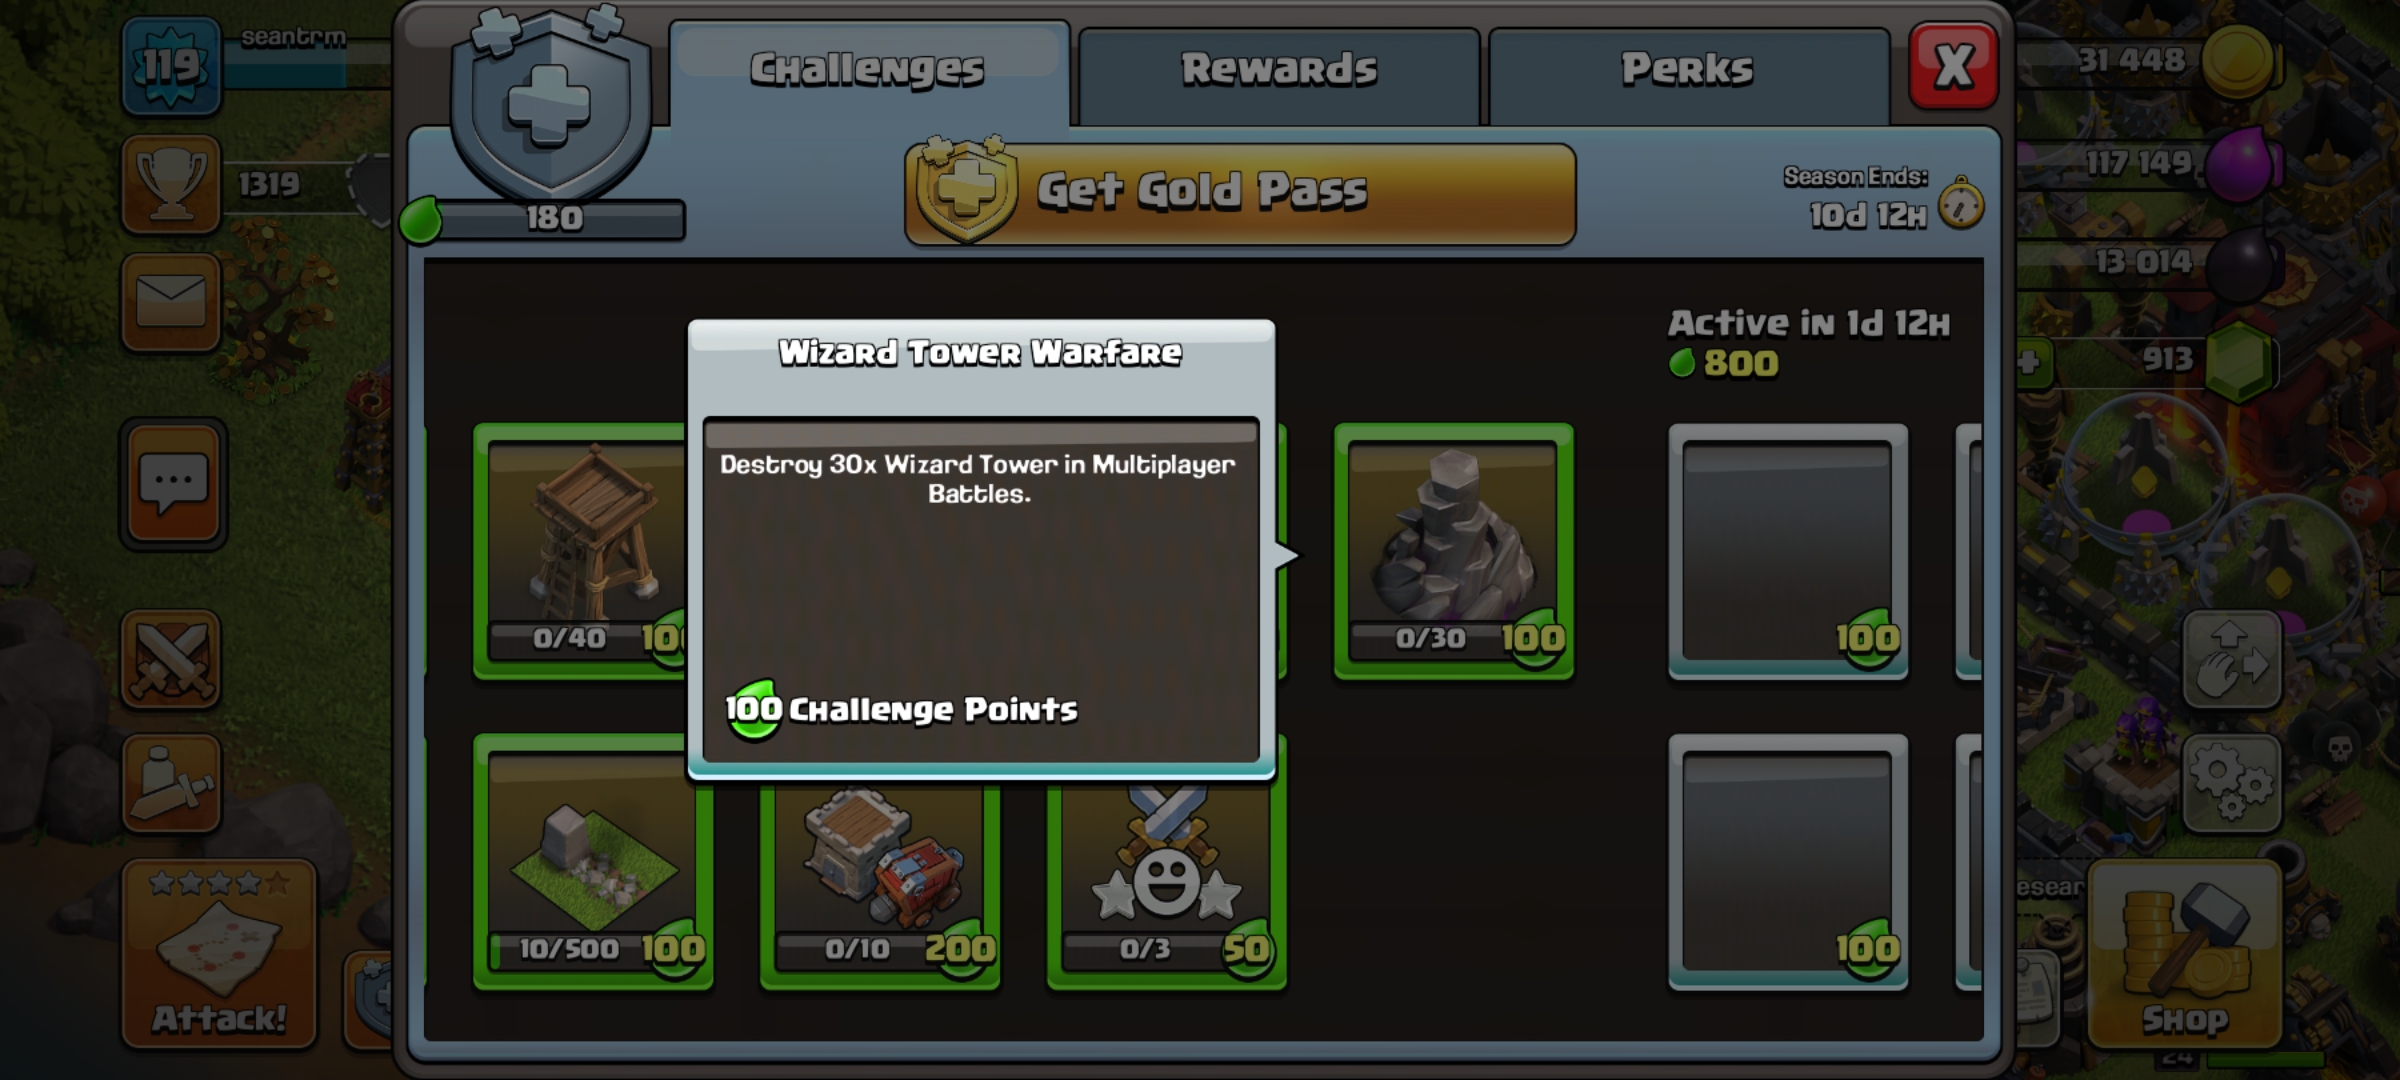 119
seantrm
Challenges
Rewards
Perks
X
31 448
1319
180
Get Gold Pass
Season Ends:
10d 12H
117 149
13 014
Wizard Tower Warfare
Active in 1d 12H
800
913
Destroy 30x Wizard Tower in Multiplayer
Battles.
0/40
0/30
100
100
100 Challenge Points
10/500
100
0/10
200
0/3
50
100
Attack!
Shop
24